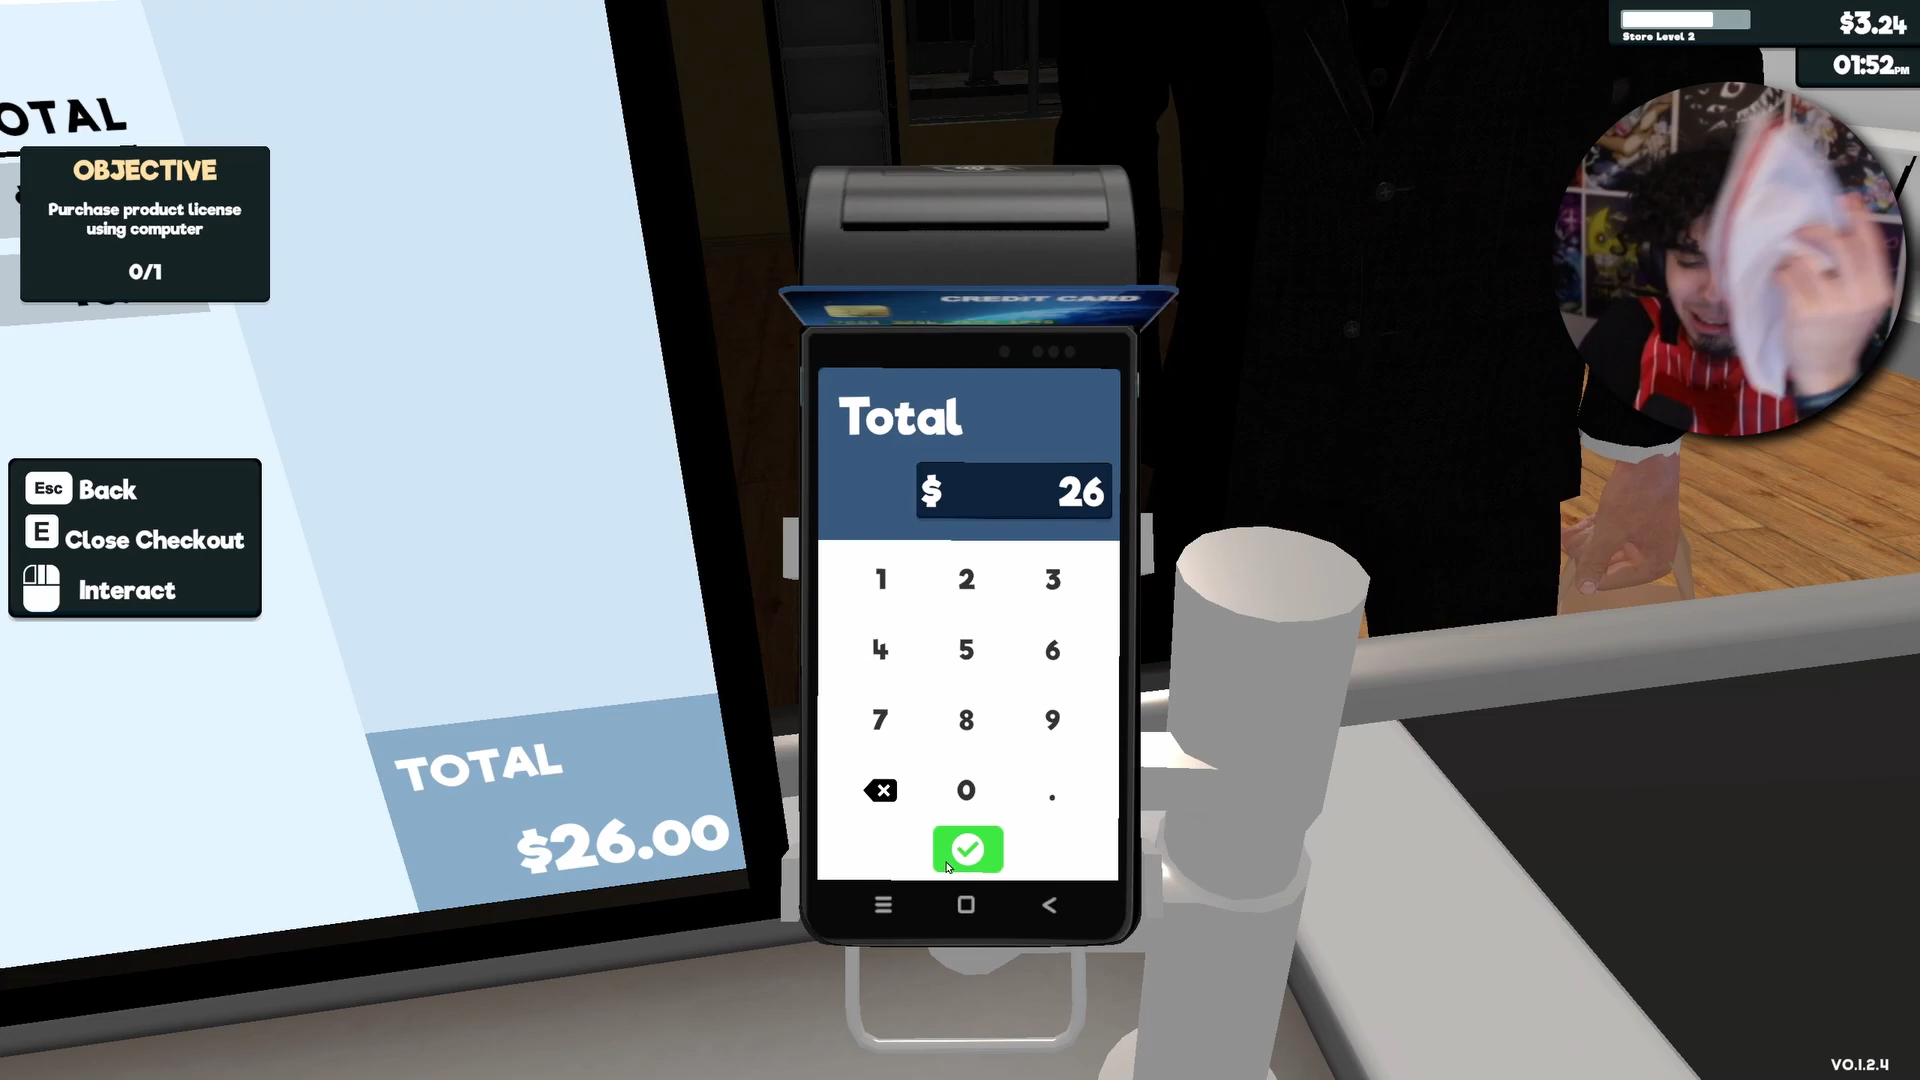 $3.24
Store Level 2
01:52PM
OTAL
OBJECTIVE
Purchase product license
using computer
0/1
CREDIT CARD
Total
$ 26
Esc Back
E Close Checkout
Interact
1 2 3
4 5 6
7 8 9
0 .
TOTAL
$26.00
V0.1.2.4